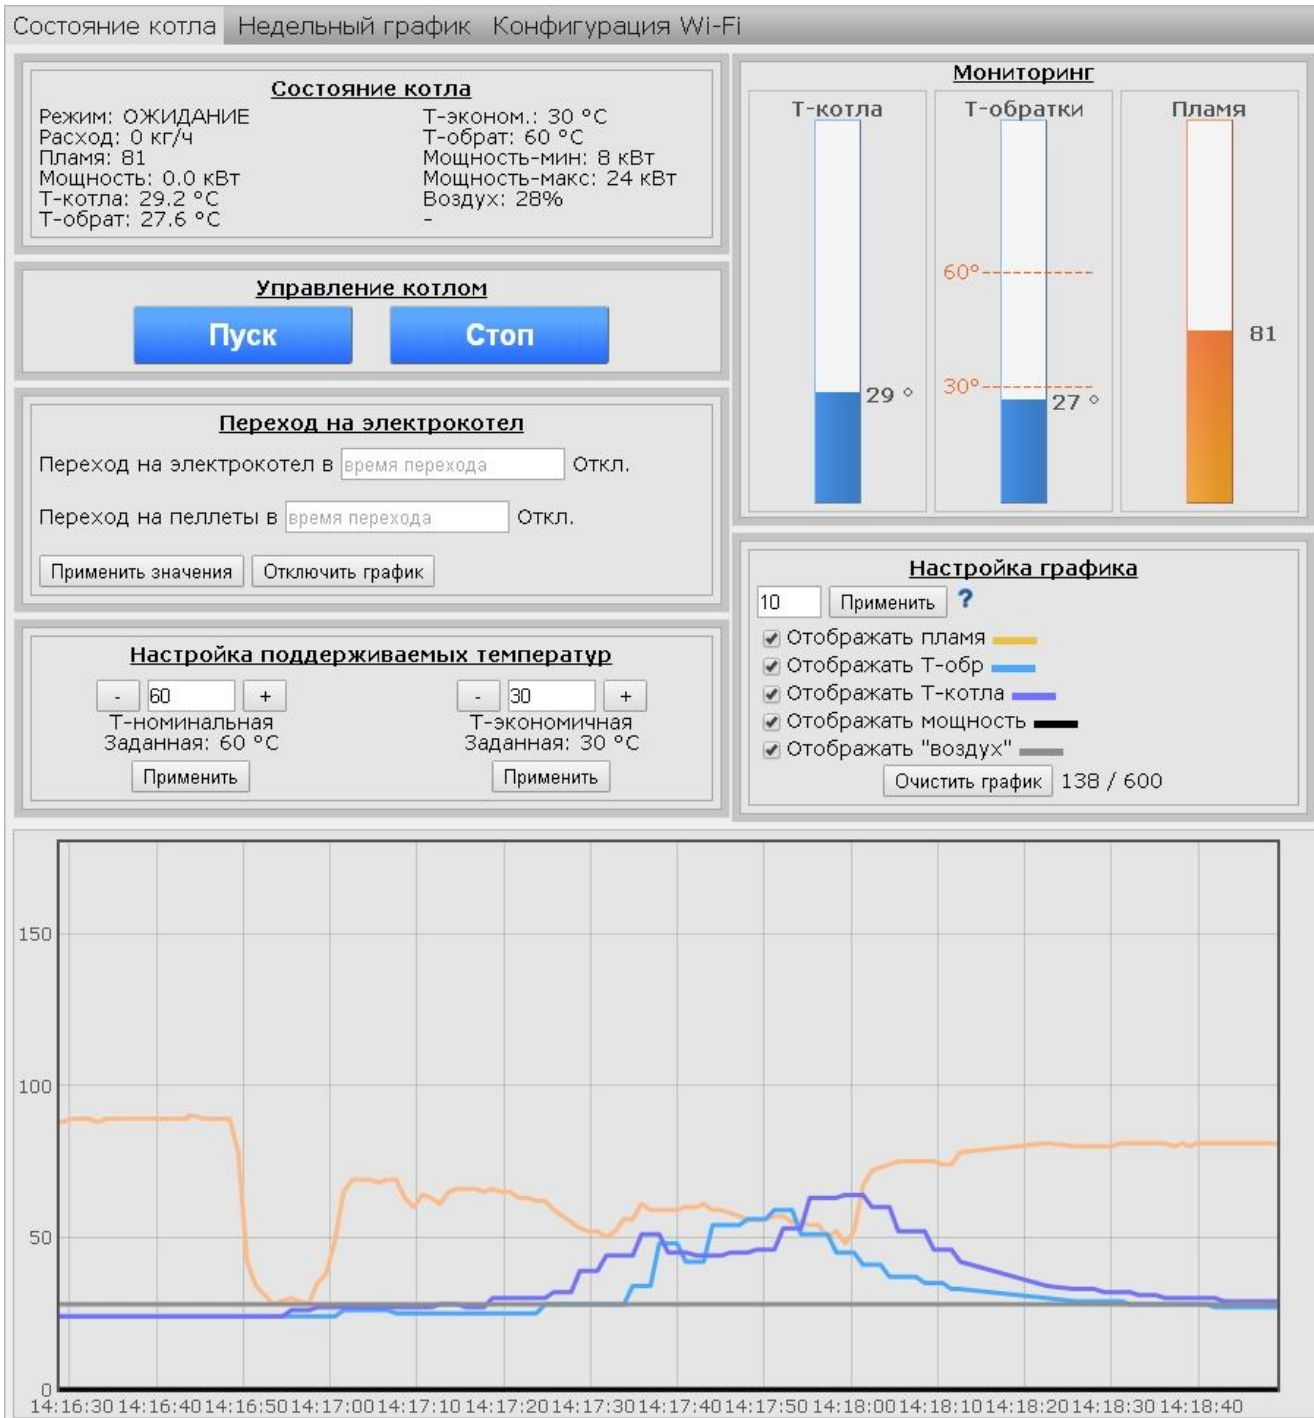 Состояние котла Недельный график Конфигурация Wi-Fi
Состояние котла
Режим: ОЖИДАНИЕ
Расход: 0 кг/ч
Пламя: 81
Мощность: 0.0 кВт
Т-котла: 29.2 °C
Т-обрат: 27.6 °C
Т-эконом.: 30 °C
Т-обрат: 60 °C
Мощность-мин: 8 кВт
Мощность-макс: 24 кВт
Воздух: 28%
-
Управление котлом
Пуск Стоп
Переход на электрокотел
Переход на электрокотел в время перехода Откл.
Переход на пеллеты в время перехода Откл.
Применить значения Отключить график
Настройка поддерживаемых температур
- 60 +
Т-номинальная
Заданная: 60 °C
Применить
- 30 +
Т-экономичная
Заданная: 30 °C
Применить
Мониторинг
Т-котла Т-обратки Пламя
60°
30°
29 °
27 °
81
Настройка графика
10 Применить ?
Отображать пламя
Отображать Т-обр
Отображать Т-котла
Отображать мощность
Отображать "воздух"
Очистить график 138 / 600
150
100
50
0
14:16:30 14:16:40 14:16:50 14:17:00 14:17:10 14:17:20 14:17:30 14:17:40 14:17:50 14:18:00 14:18:10 14:18:20 14:18:30 14:18:40